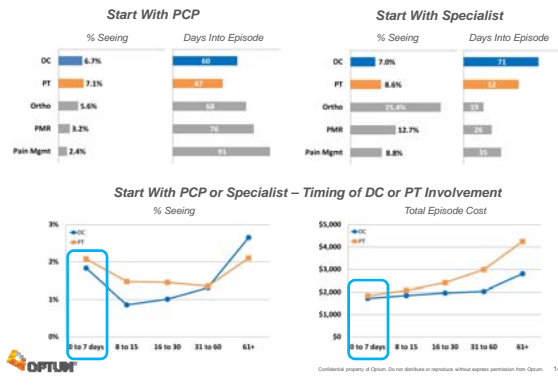 Start With PCP
Start With Specialist
% Seeing
Days Into Episode
% Seeing
Days Into Episode
DC 6.7% 60
PT 7.1%
Ortho 5.6% 68
PMR 3.2% 76
Pain Mgmt 2.4% 91
DC 7.0% 71
PT 8.6% 52
Ortho 25.4% 19
PMR 12.7% 26
Pain Mgmt 8.8% 35
Start With PCP or Specialist – Timing of DC or PT Involvement
% Seeing
Total Episode Cost
3%
2%
1%
0%
DC
PT
0 to 7 days 8 to 15 16 to 30 31 to 60 61+
$5,000
$4,000
$3,000
$2,000
$1,000
$0
DC
PT
0 to 7 days 8 to 15 16 to 30 31 to 60 61+
OPTUM
Confidential property of Optum. Do not distribute or reproduce without express permission from Optum.